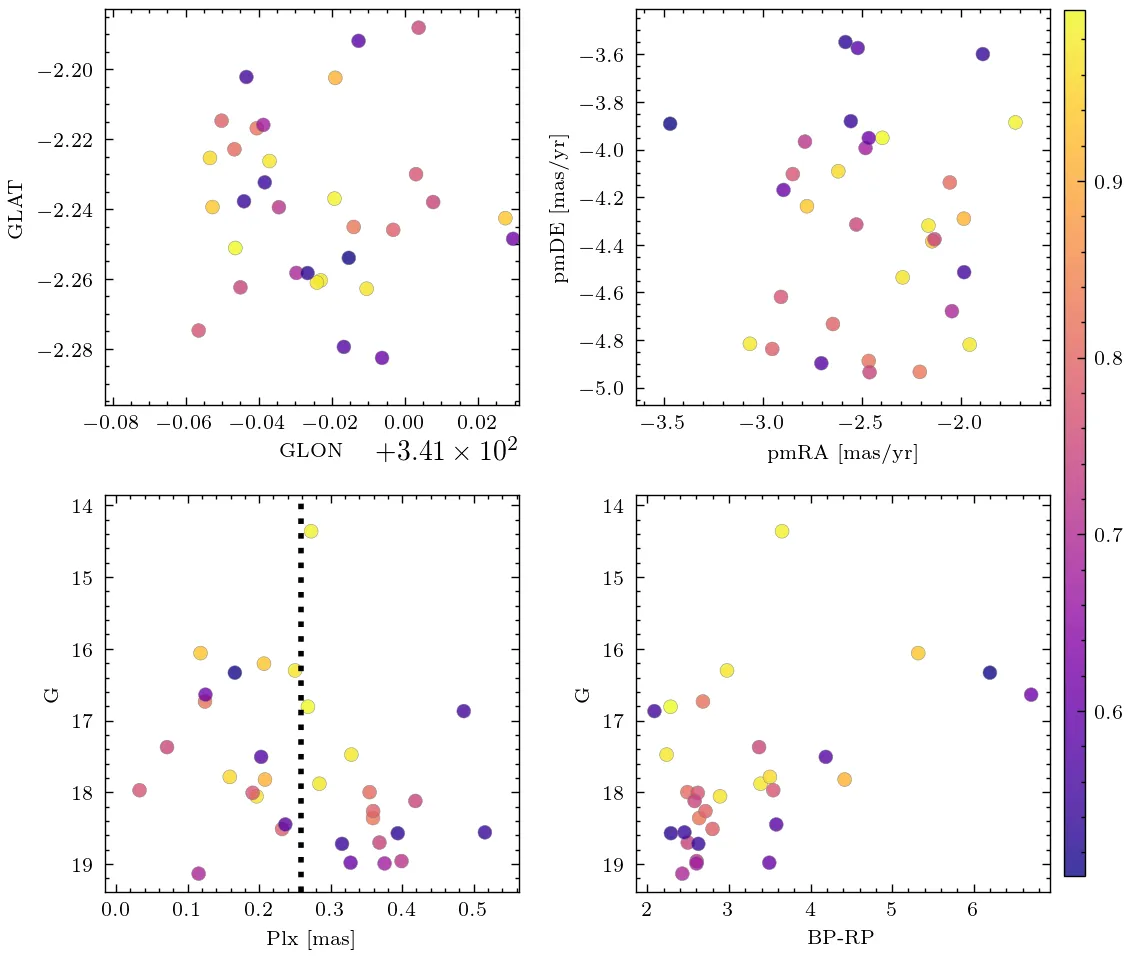 −2.20
−2.22
−2.24
−2.26
−2.28
GLAT
−0.08 −0.06 −0.04 −0.02 0.00 0.02
GLON +3.41 × 10²
−3.6
−3.8
−4.0
−4.2
−4.4
−4.6
−4.8
−5.0
pmDE [mas/yr]
−3.5 −3.0 −2.5 −2.0
pmRA [mas/yr]
0.9
0.8
0.7
0.6
14
15
16
17
18
19
G
0.0 0.1 0.2 0.3 0.4 0.5
Plx [mas]
14
15
16
17
18
19
G
2 3 4 5 6
BP-RP